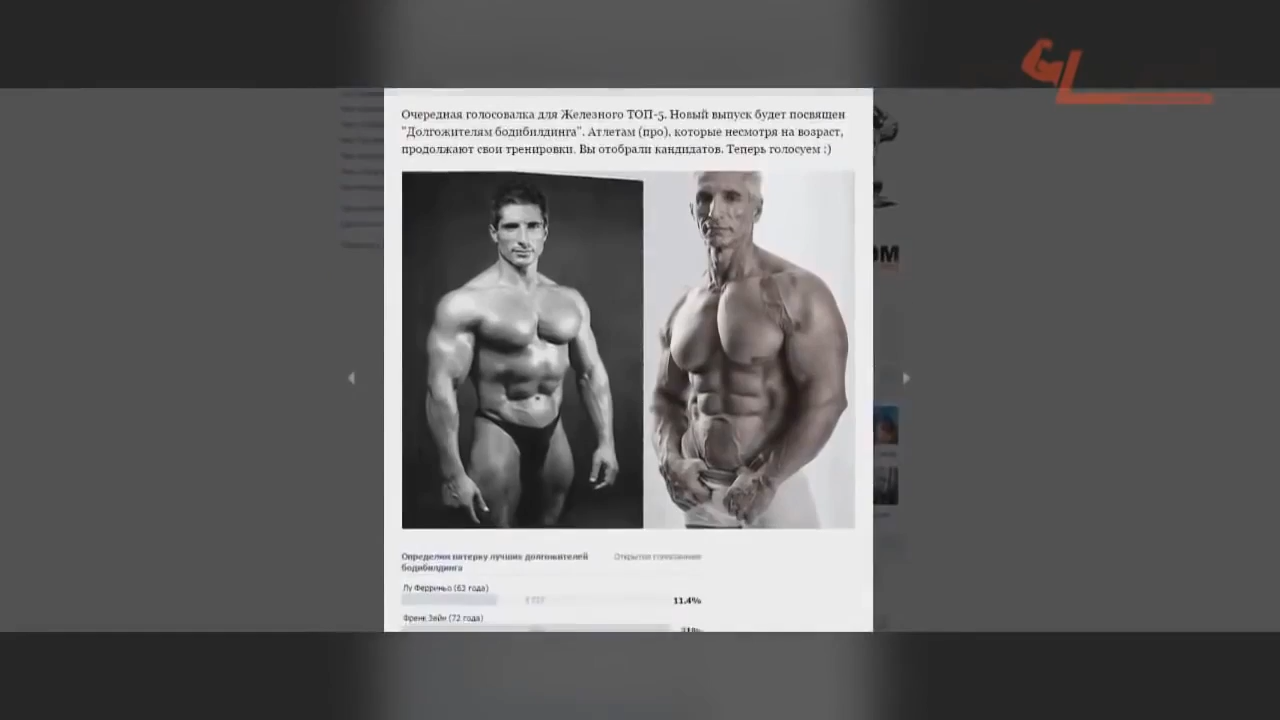 Очередная голосовалка для Железного ТОП-5. Новый выпуск будет посвящен
"Долгожителям бодибилдинга". Атлетам (про), которые несмотря на возраст,
продолжают свои тренировки. Вы отобрали кандидатов. Теперь голосуем :)
Определим пятерку лучших долгожителей
бодибилдинга
Открытое голосование
Лу Ферриньо (62 года)
11.4%
Френк Зейн (72 года)